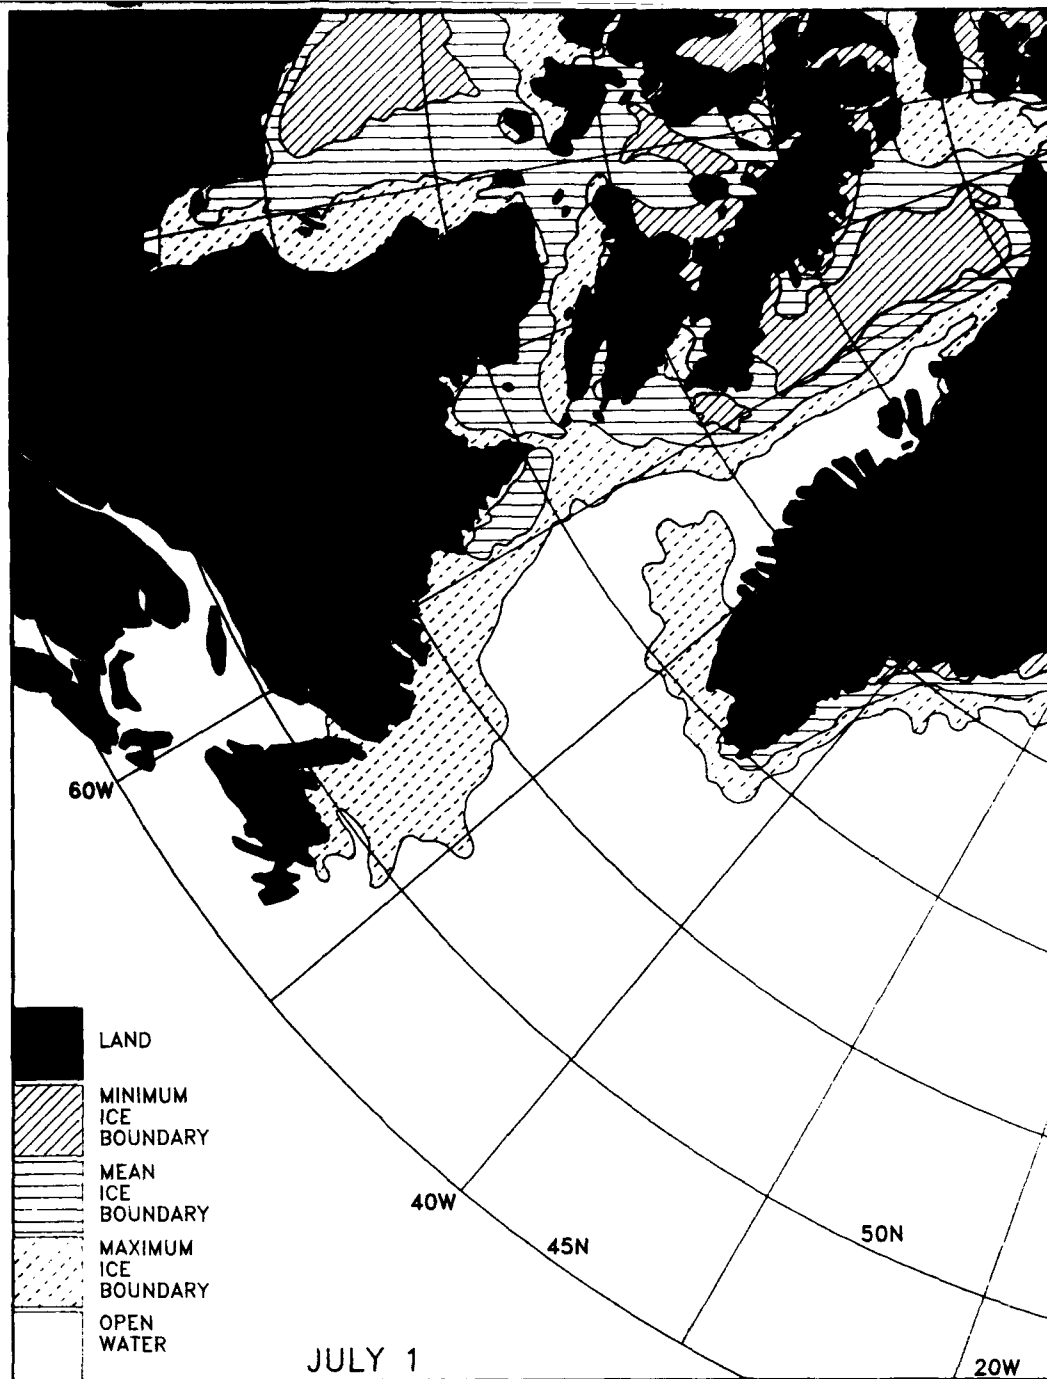 60W
LAND
MINIMUM
ICE
BOUNDARY
MEAN
ICE
BOUNDARY
40W
50N
45N
MAXIMUM
ICE
BOUNDARY
OPEN
WATER
JULY 1
20W